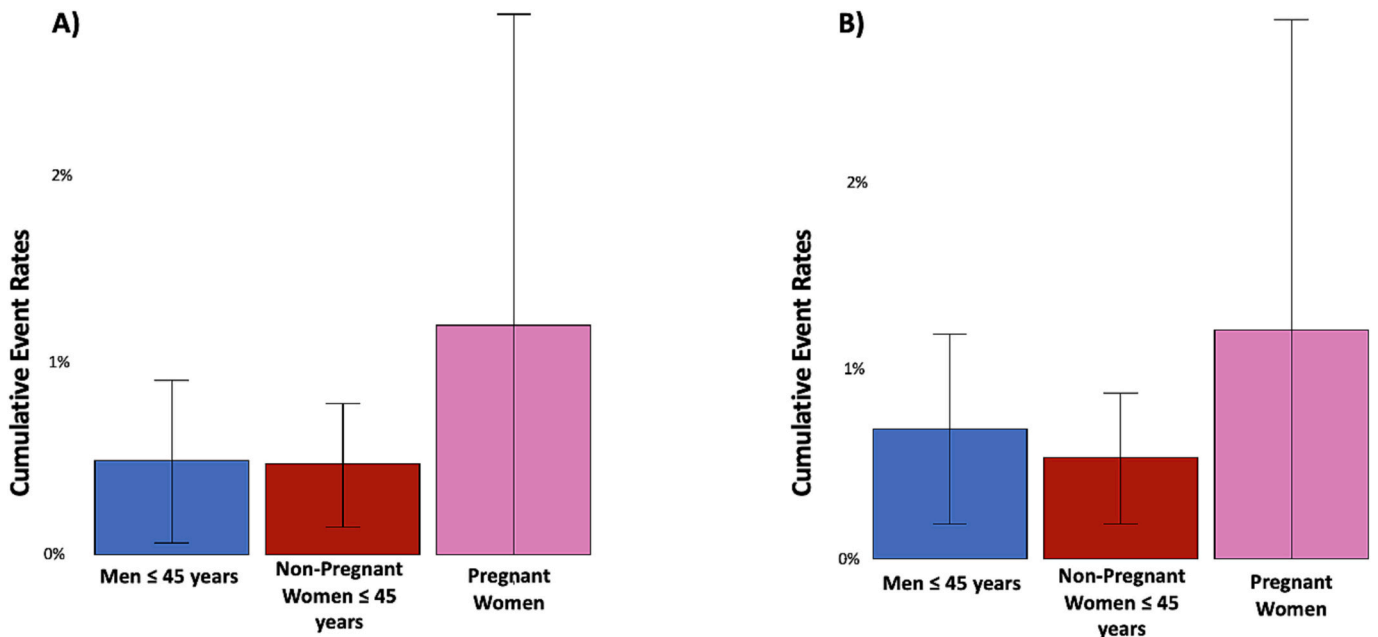 A)
Cumulative Event Rates
2%
1%
0%
Men ≤ 45 years
Non-Pregnant
Women ≤ 45
years
Pregnant
Women
B)
Cumulative Event Rates
2%
1%
0%
Men ≤ 45 years
Non-Pregnant
Women ≤ 45
years
Pregnant
Women